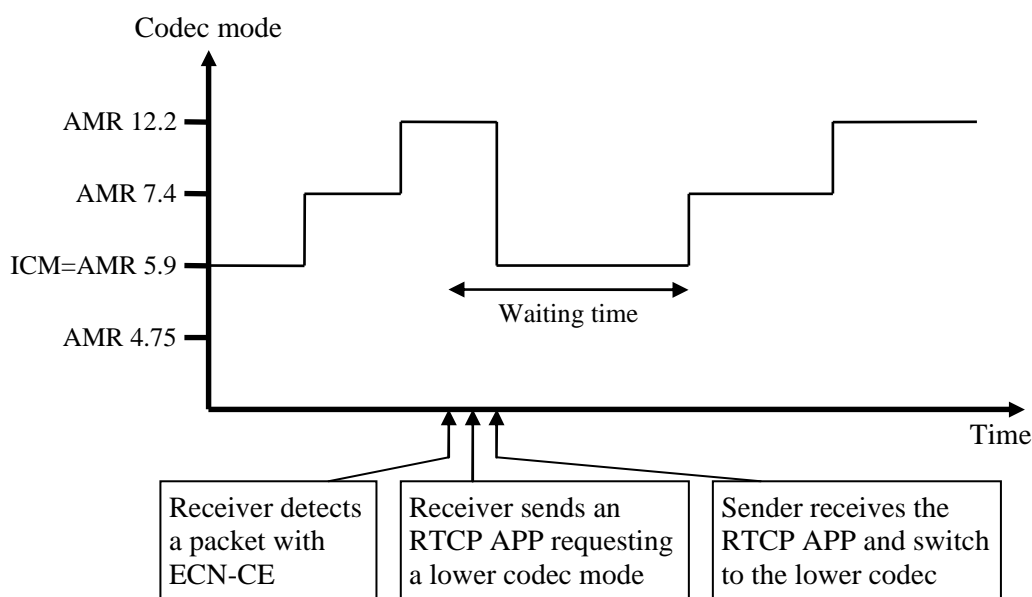 Codec mode
AMR 12.2
AMR 7.4
ICM=AMR 5.9
AMR 4.75
Waiting time
Time
Receiver detects
a packet with
ECN-CE
Receiver sends an
RTCP APP requesting
a lower codec mode
Sender receives the
RTCP APP and switch
to the lower codec